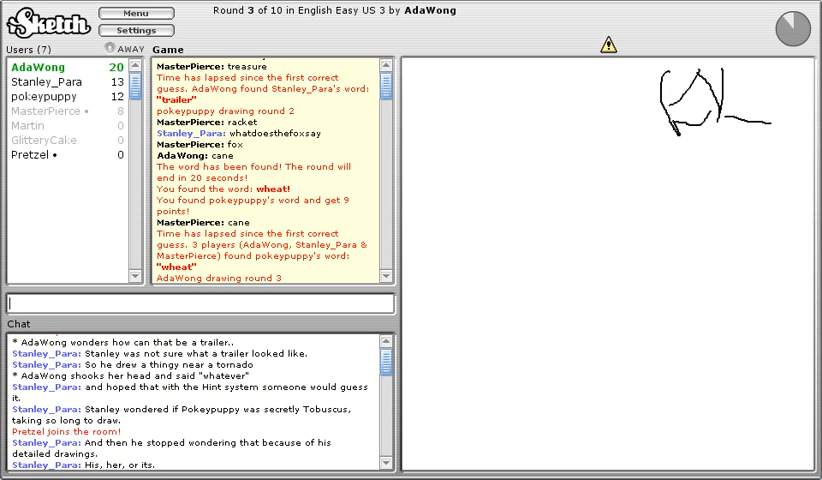 iSketch
Menu
Settings
Round 3 of 10 in English Easy US 3 by AdaWong
Users (7)
AWAY
AdaWong 20
Stanley_Para 13
pokeypuppy 12
MasterPierce • 8
Martin 0
GlitteryCake 0
Pretzel • 0
Game
MasterPierce: treasure
Time has lapsed since the first correct
guess. AdaWong found Stanley_Para's word:
"trailer"
pokeypuppy drawing round 2
MasterPierce: racket
Stanley_Para: whatdoesthefoxsay
MasterPierce: fox
AdaWong: cane
The word has been found! The round will
end in 20 seconds!
You found the word: wheat!
You found pokeypuppy's word and get 9
points!
MasterPierce: cane
Time has lapsed since the first correct
guess. 3 players (AdaWong, Stanley_Para &
MasterPierce) found pokeypuppy's word:
"wheat"
AdaWong drawing round 3
Chat
* AdaWong wonders how can that be a trailer..
Stanley_Para: Stanley was not sure what a trailer looked like.
Stanley_Para: So he drew a thingy near a tornado
* AdaWong shooks her head and said "whatever"
Stanley_Para: and hoped that with the Hint system someone would guess
it.
Stanley_Para: Stanley wondered if Pokeypuppy was secretly Tobuscus,
taking so long to draw.
Pretzel joins the room!
Stanley_Para: And then he stopped wondering that because of his
detailed drawings.
Stanley_Para: His, her, or its.